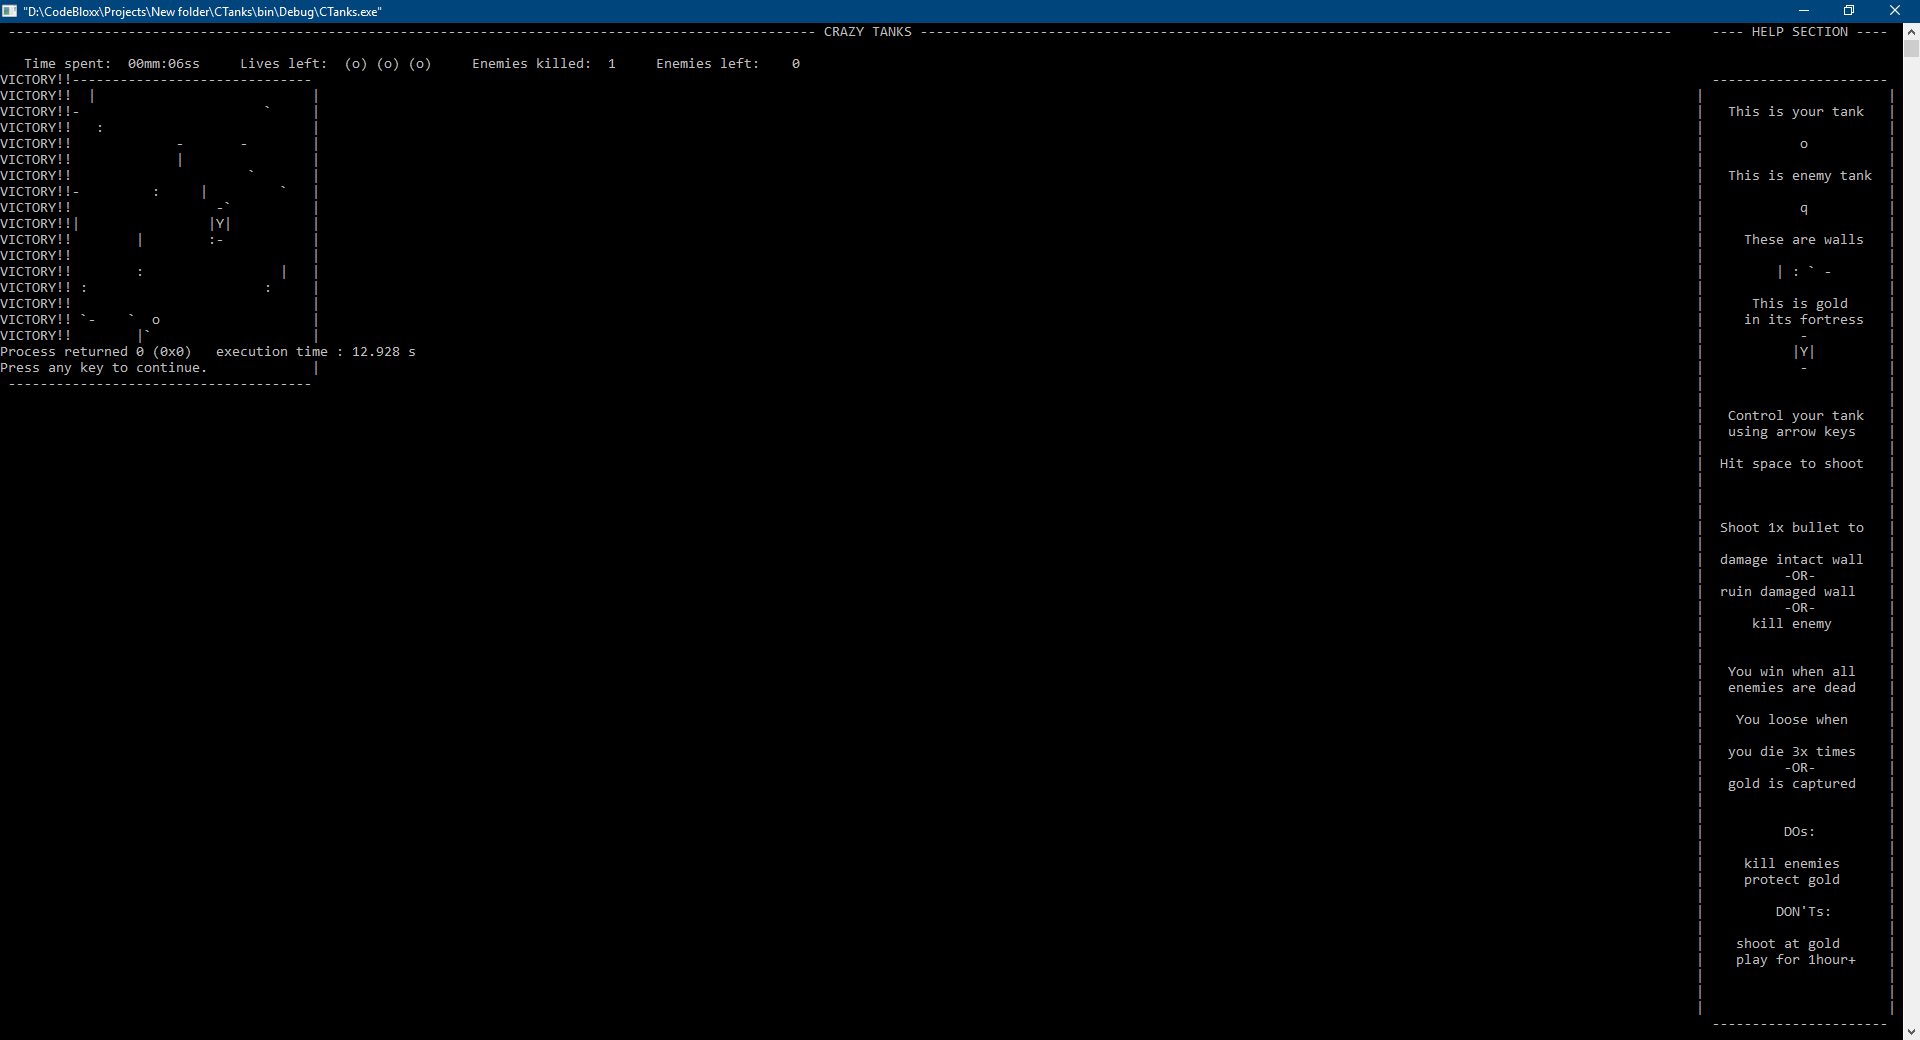 "D:\CodeBloxx\Projects\New folder\CTanks\bin\Debug\CTanks.exe"
----------------------------------------------------------------------------------------------------- CRAZY TANKS ----------------------------------------------------------------------------------------------
Time spent:  00mm:06ss     Lives left:  (o) (o) (o)     Enemies killed:  1     Enemies left:    0
VICTORY!!------------------------------
VICTORY!!  |                           |
VICTORY!!-                       `     |
VICTORY!!   :                          |
VICTORY!!             -       -        |
VICTORY!!             |                |
VICTORY!!                      `       |
VICTORY!!-         :     |         `   |
VICTORY!!                  -`          |
VICTORY!!|                |Y|          |
VICTORY!!        |        :-           |
VICTORY!!                              |
VICTORY!!        :                 |   |
VICTORY!! :                      :     |
VICTORY!!                              |
VICTORY!! `-    `  o                   |
VICTORY!!        |`                    |
Process returned 0 (0x0)   execution time : 12.928 s
Press any key to continue.             |
--------------------------------------
---- HELP SECTION ----
----------------------
This is your tank
o
This is enemy tank
q
These are walls
| : ` -
This is gold
in its fortress
-
|Y|
-
Control your tank
using arrow keys
Hit space to shoot
Shoot 1x bullet to
damage intact wall
-OR-
ruin damaged wall
-OR-
kill enemy
You win when all
enemies are dead
You loose when
you die 3x times
-OR-
gold is captured
DOs:
kill enemies
protect gold
DON'Ts:
shoot at gold
play for 1hour+
----------------------